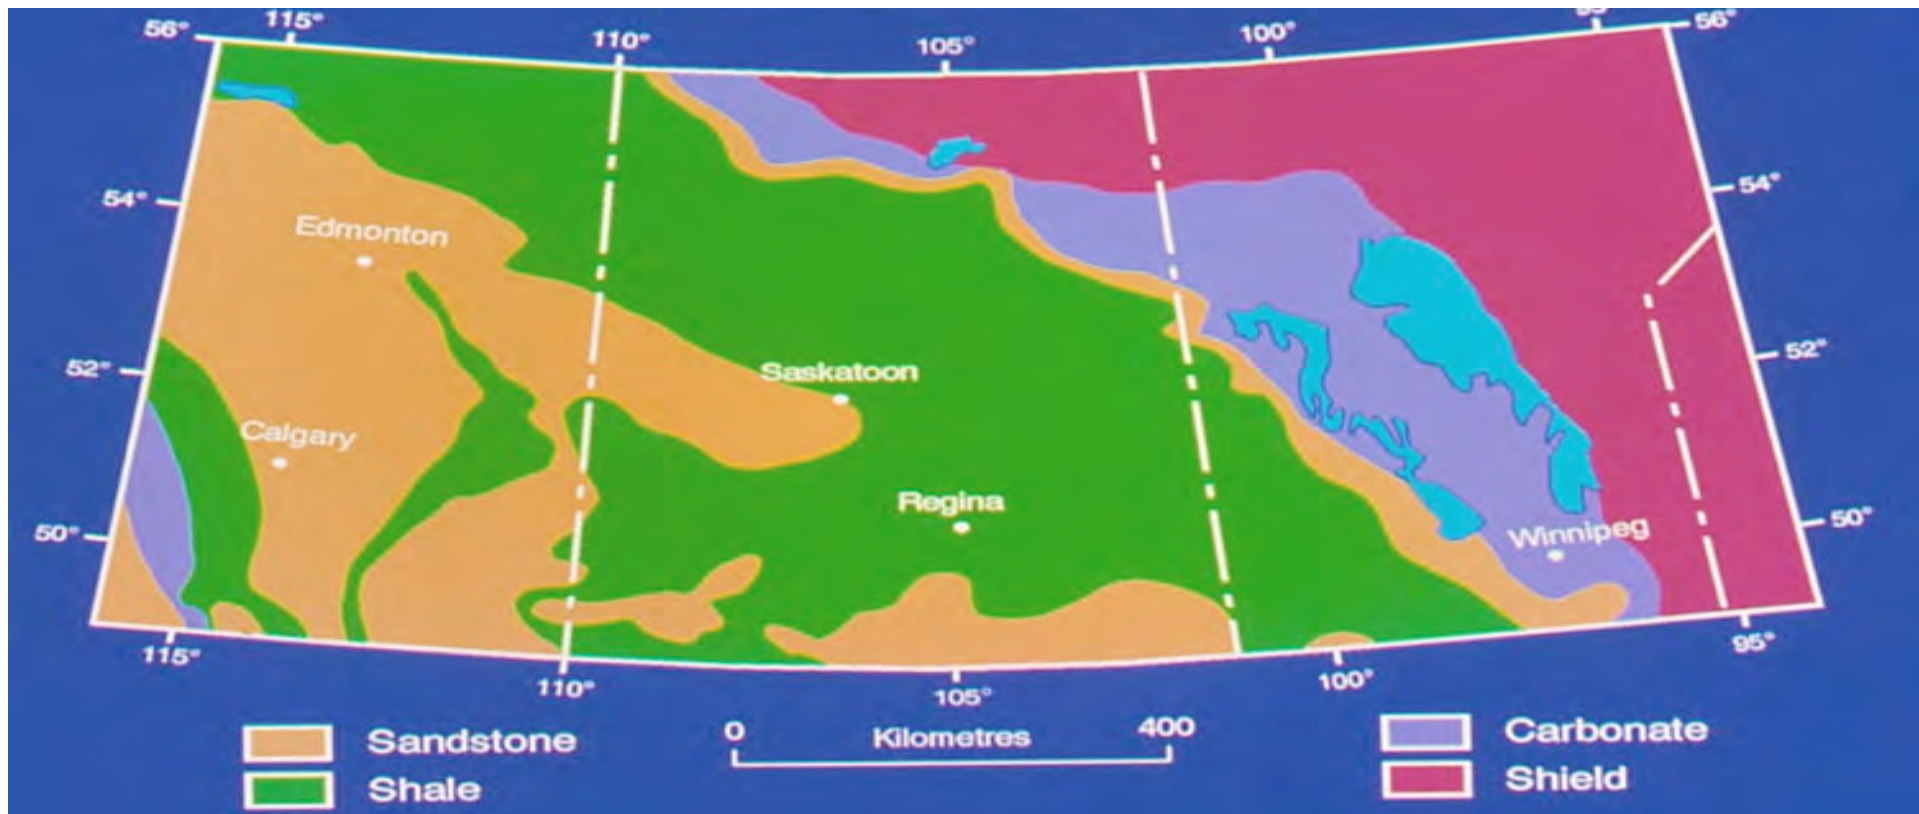 115°
110°
105°
100°
56°
56°
54°
54°
Edmonton
52°
52°
Saskatoon
Calgary
Regina
50°
50°
Winnipeg
115°
110°
105°
100°
95°
Sandstone
Shale
0
Kilometres
400
Carbonate
Shield